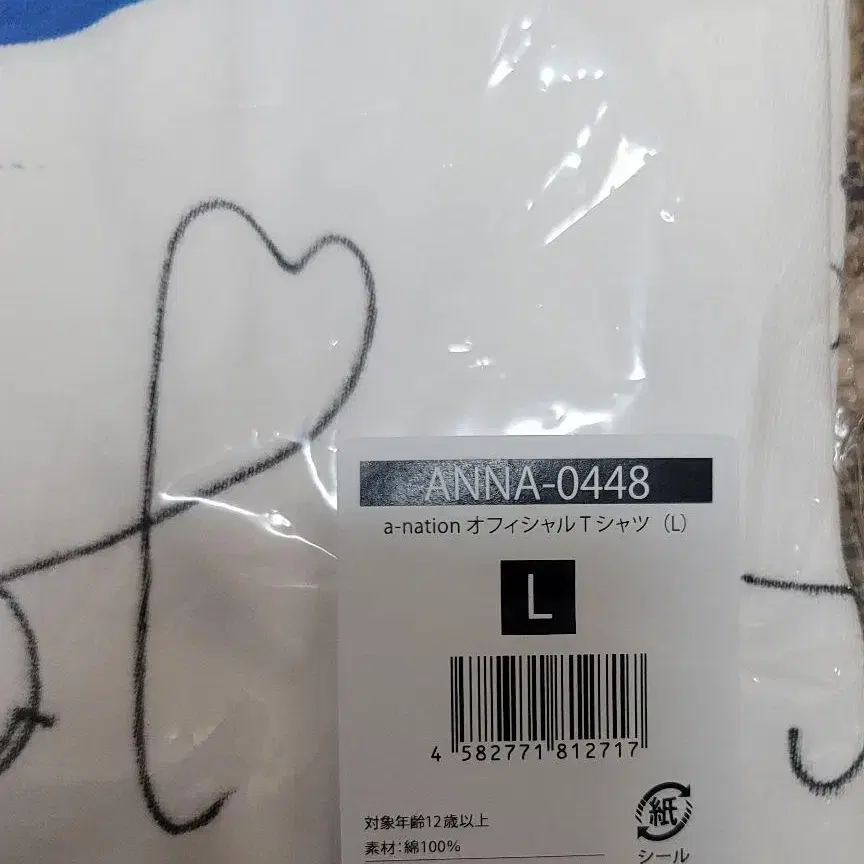 ANNA-0448
a-nation オフィシャルTシャツ（L）
L
4 582771 812717
対象年齢12歳以上
素材：綿100%
紙
シール